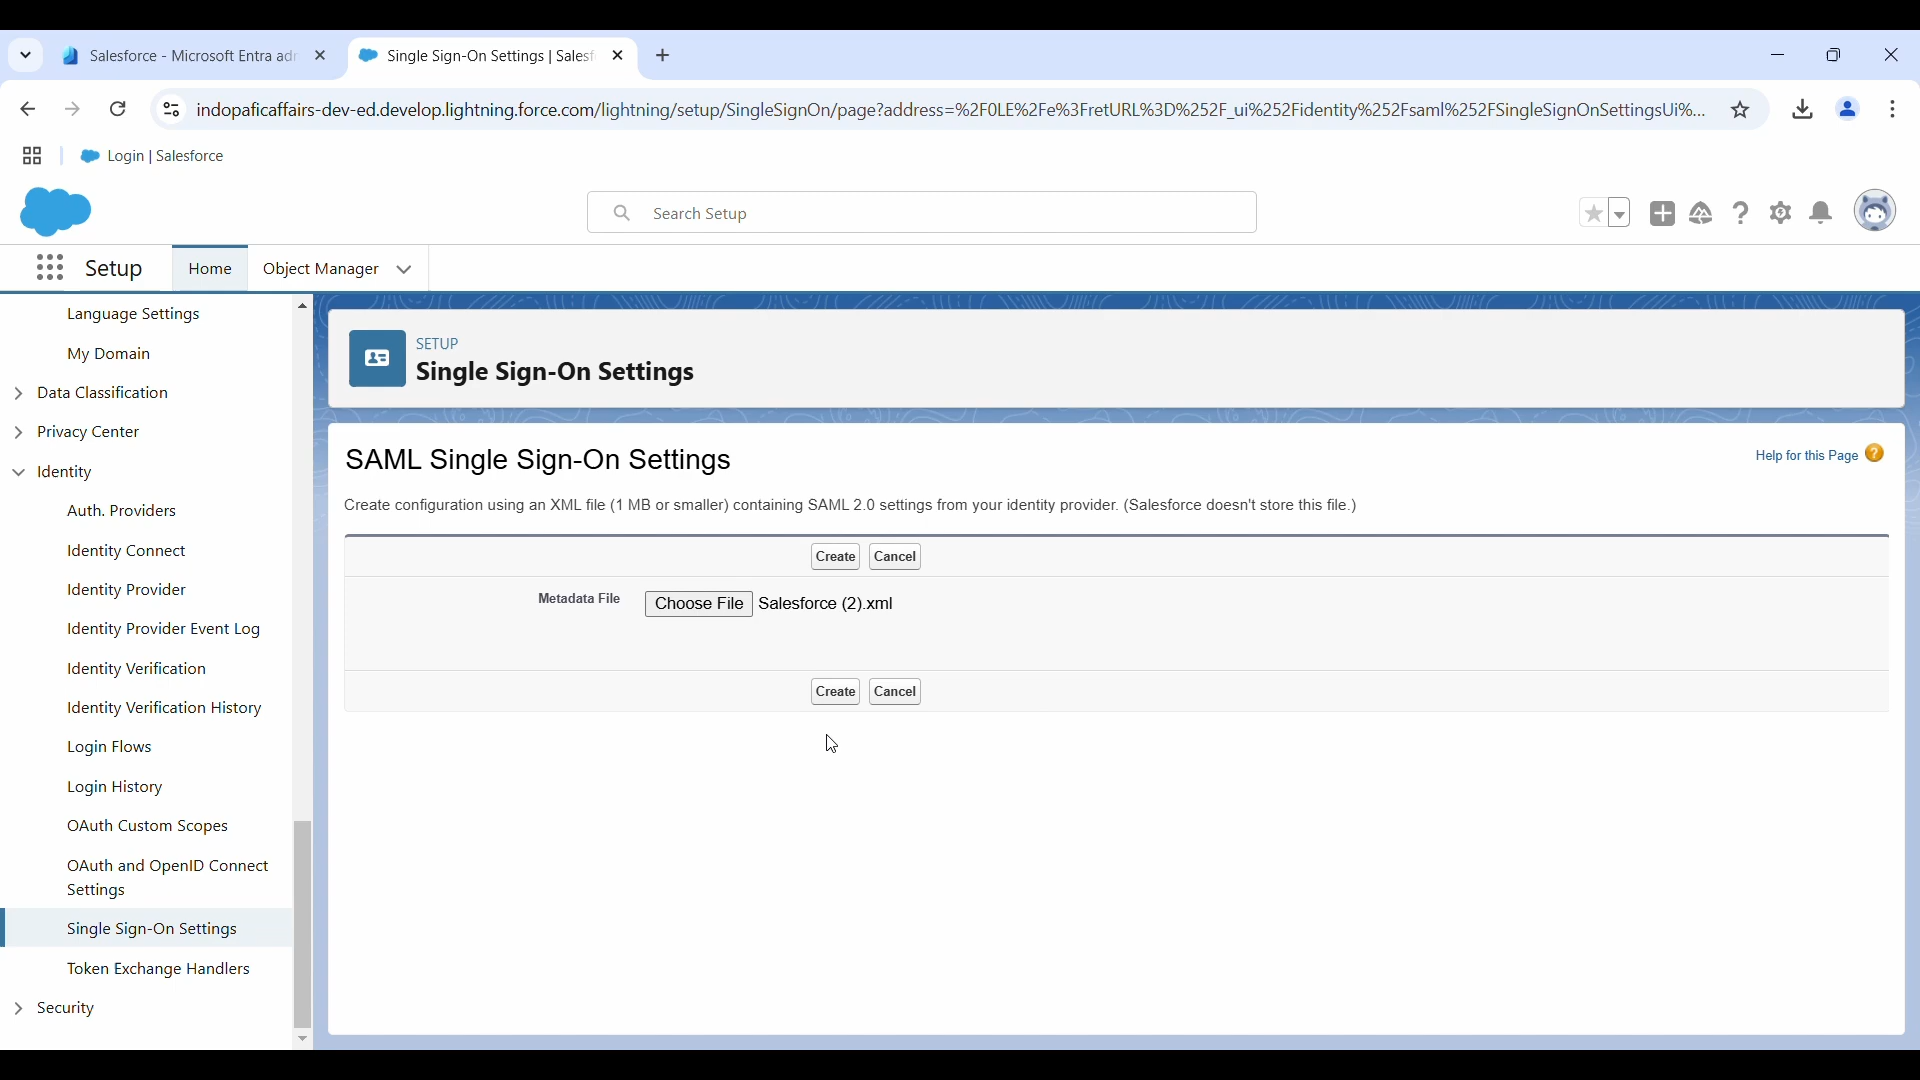 Salesforce - Microsoft Entra adr
Single Sign-On Settings | Salesf
indopaficaffairs-dev-ed.develop.lightning.force.com/lightning/setup/SingleSignOn/page?address=%2F0LE%2Fe%3FretURL%3D%252F_ui%252Fidentity%252Fsaml%252FSingleSignOnSettingsUi%...
Login | Salesforce
Search Setup
Setup
Home
Object Manager
Language Settings
My Domain
Data Classification
Privacy Center
Identity
Auth. Providers
Identity Connect
Identity Provider
Identity Provider Event Log
Identity Verification
Identity Verification History
Login Flows
Login History
OAuth Custom Scopes
OAuth and OpenID Connect
Settings
Single Sign-On Settings
Token Exchange Handlers
Security
SETUP
Single Sign-On Settings
SAML Single Sign-On Settings
Help for this Page ?
Create configuration using an XML file (1 MB or smaller) containing SAML 2.0 settings from your identity provider. (Salesforce doesn't store this file.)
Create Cancel
Metadata File Choose File Salesforce (2).xml
Create Cancel